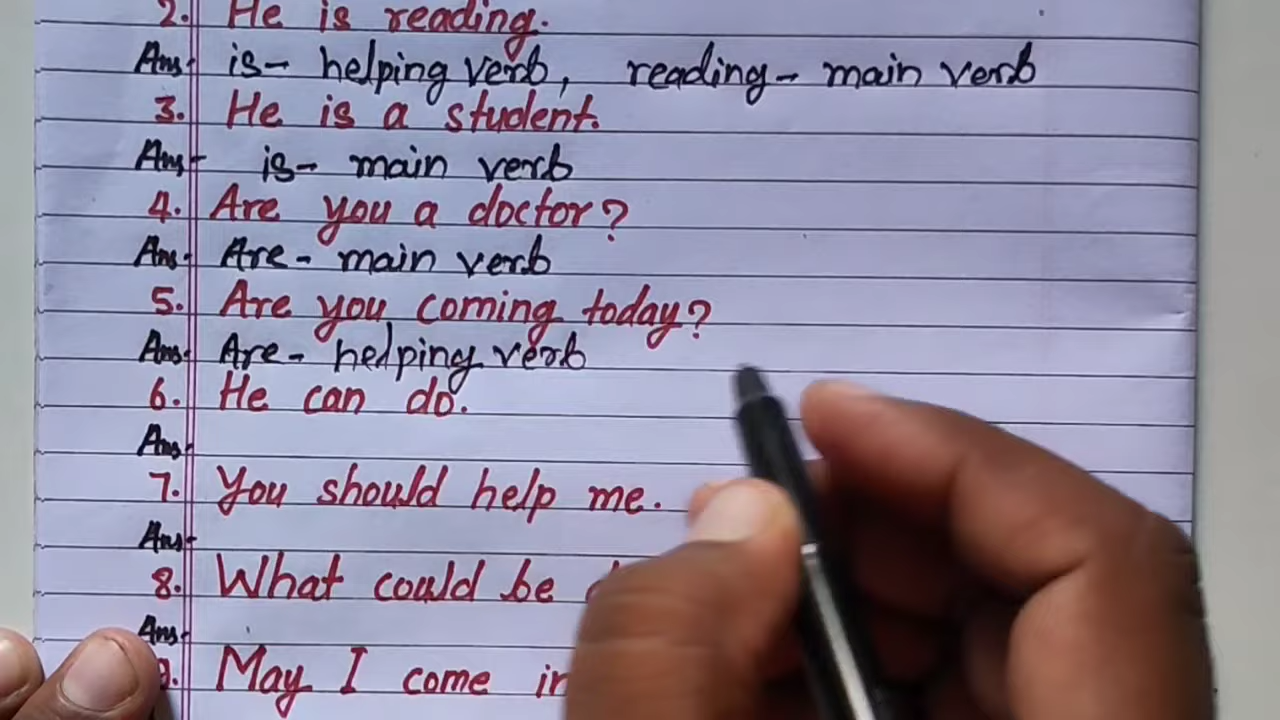 2. He is reading.
Ans- is- helping verb, reading- main verb
3. He is a student.
Ans- is- main verb
4. Are you a doctor?
Ans- Are- main verb
5. Are you coming today?
Ans- Are- helping verb
6. He can do.
Ans-
7. You should help me.
Ans-
8. What could be
Ans-
9. May I come in